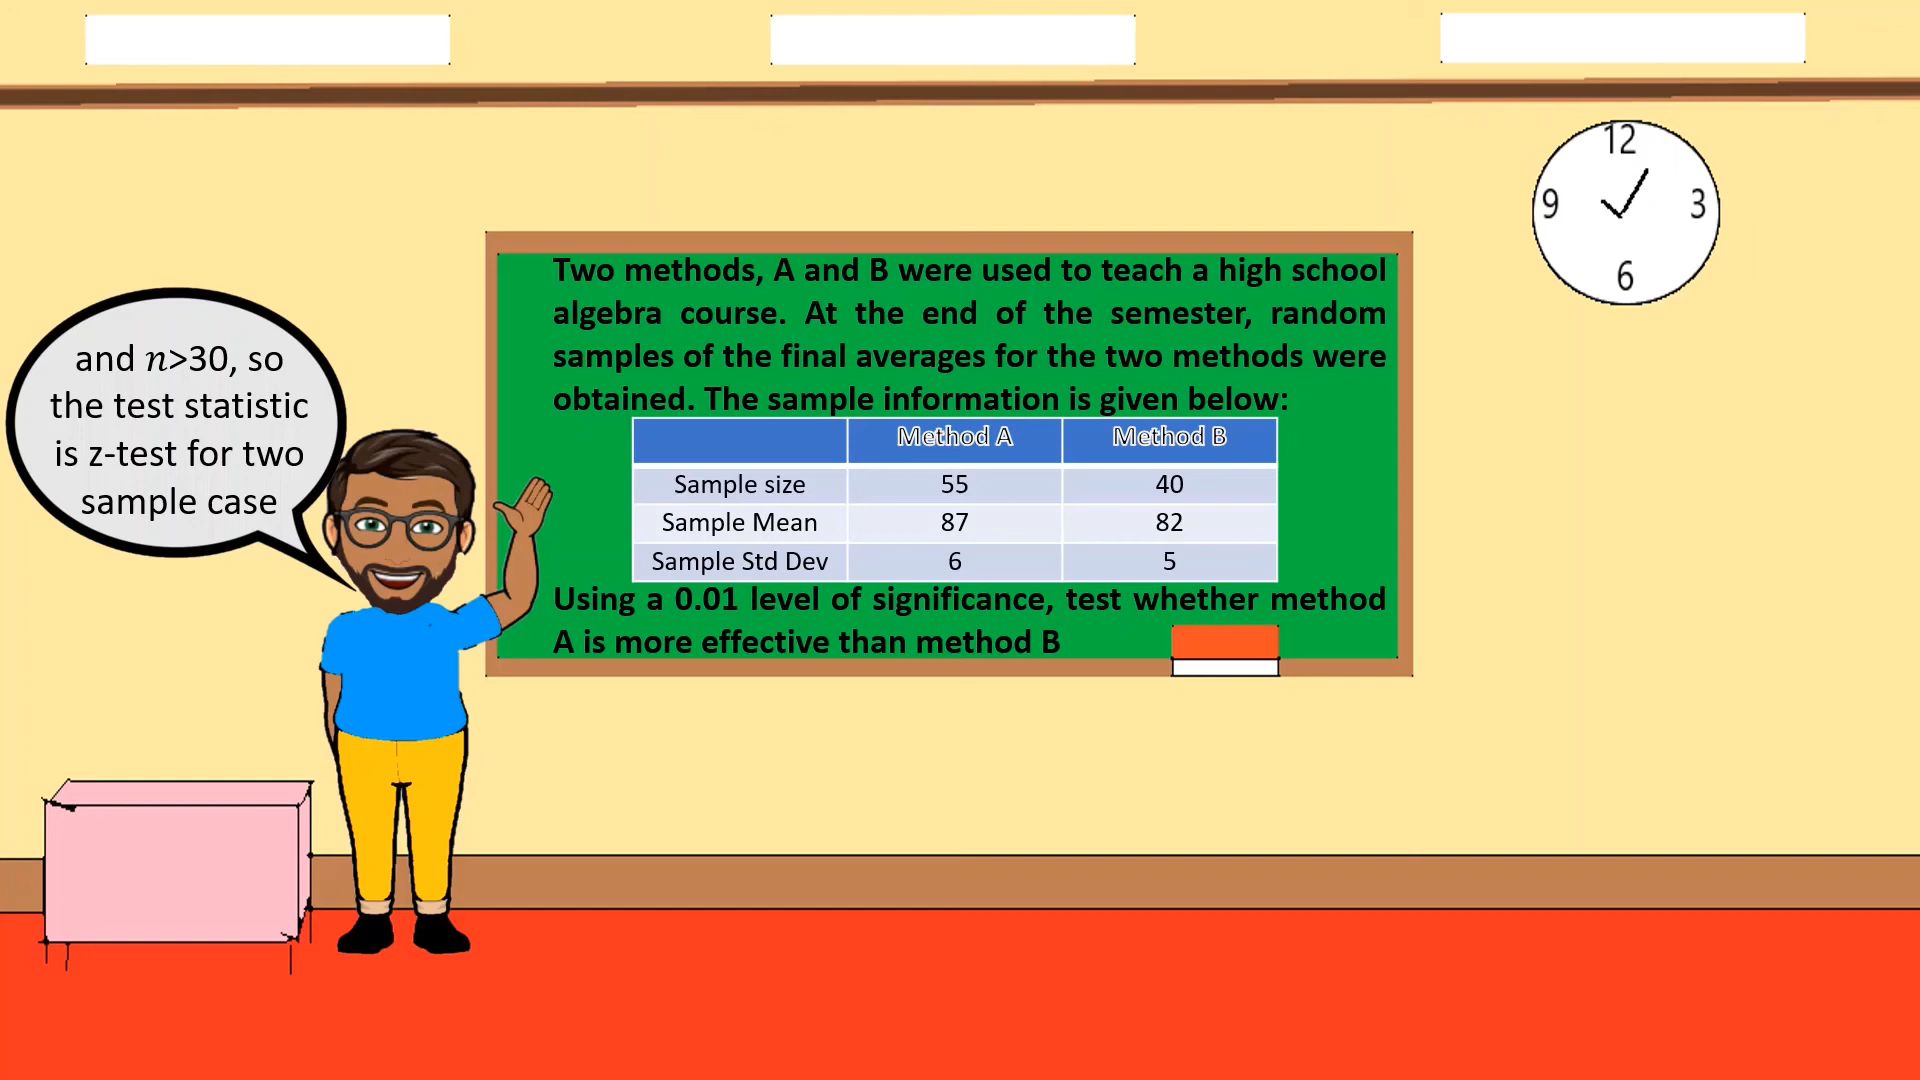 12
9
3
6
Two methods, A and B were used to teach a high school
algebra course. At the end of the semester, random
samples of the final averages for the two methods were
obtained. The sample information is given below:
Method A Method B
Sample size 55 40
Sample Mean 87 82
Sample Std Dev 6 5
Using a 0.01 level of significance, test whether method
A is more effective than method B
and 𝑛>30, so
the test statistic
is z-test for two
sample case